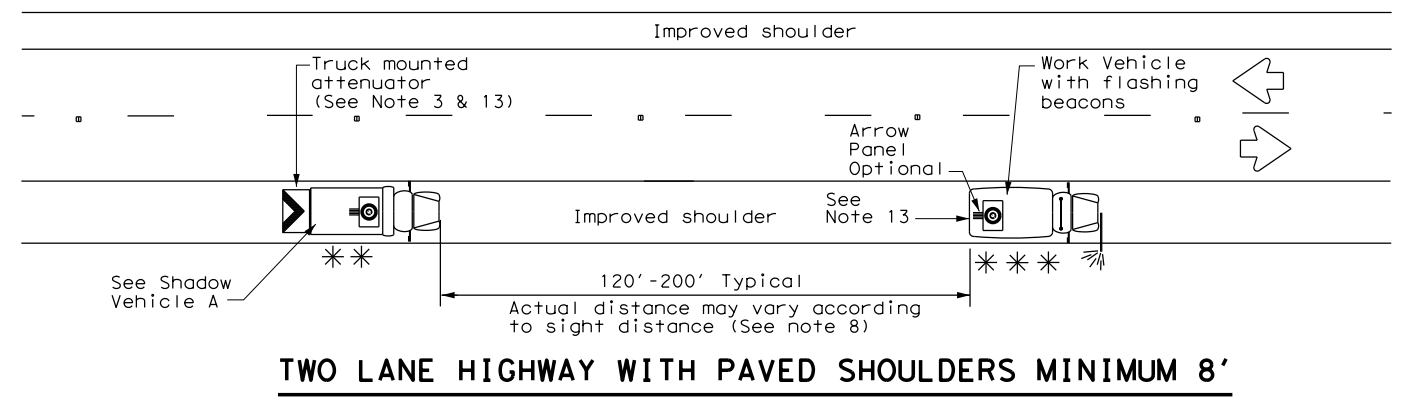 Improved shoulder
Truck mounted
attenuator
(See Note 3 & 13)
Work Vehicle
with flashing
beacons
Arrow
Panel
Optional
See
Note 13
Improved shoulder
See Shadow
Vehicle A
120'-200' Typical
Actual distance may vary according
to sight distance (See note 8)
TWO LANE HIGHWAY WITH PAVED SHOULDERS MINIMUM 8'